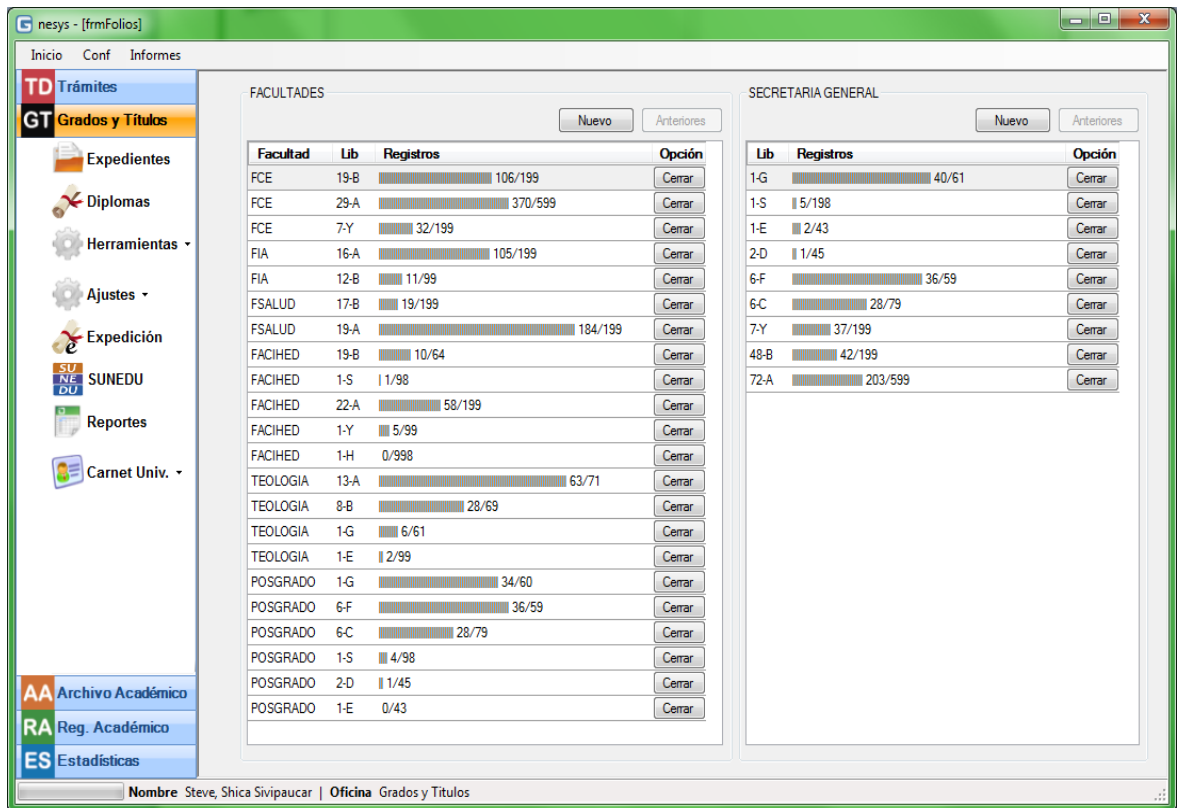 G nesys - [frmFolios]
Inicio Conf Informes
TD Trámites
GT Grados y Títulos
Expedientes
Diplomas
Herramientas
Ajustes
e Expedición
SU NE DU SUNEDU
Reportes
Carnet Univ.
AA Archivo Académico
RA Reg. Académico
ES Estadísticas
FACULTADES
Nuevo Anteriores
Facultad Lib Registros Opción
FCE 19-B 106/199 Cerrar
FCE 29-A 370/599 Cerrar
FCE 7-Y 32/199 Cerrar
FIA 16-A 105/199 Cerrar
FIA 12-B 11/99 Cerrar
FSALUD 17-B 19/199 Cerrar
FSALUD 19-A 184/199 Cerrar
FACIHED 19-B 10/64 Cerrar
FACIHED 1-S 1/98 Cerrar
FACIHED 22-A 58/199 Cerrar
FACIHED 1-Y 5/99 Cerrar
FACIHED 1-H 0/998 Cerrar
TEOLOGIA 13-A 63/71 Cerrar
TEOLOGIA 8-B 28/69 Cerrar
TEOLOGIA 1-G 6/61 Cerrar
TEOLOGIA 1-E 2/99 Cerrar
POSGRADO 1-G 34/60 Cerrar
POSGRADO 6-F 36/59 Cerrar
POSGRADO 6-C 28/79 Cerrar
POSGRADO 1-S 4/98 Cerrar
POSGRADO 2-D 1/45 Cerrar
POSGRADO 1-E 0/43 Cerrar
SECRETARIA GENERAL
Nuevo Anteriores
Lib Registros Opción
1-G 40/61 Cerrar
1-S 5/198 Cerrar
1-E 2/43 Cerrar
2-D 1/45 Cerrar
6-F 36/59 Cerrar
6-C 28/79 Cerrar
7-Y 37/199 Cerrar
48-B 42/199 Cerrar
72-A 203/599 Cerrar
Nombre Steve, Shica Sivipaucar | Oficina Grados y Titulos